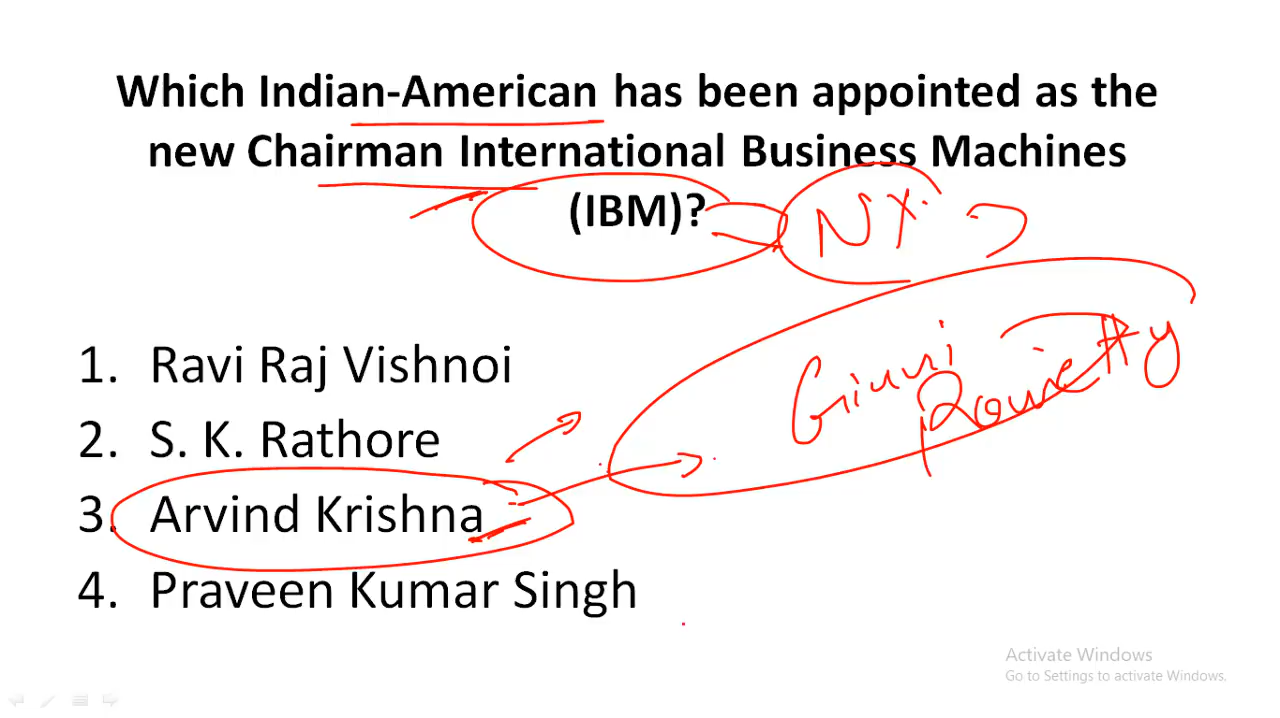 Which Indian-American has been appointed as the
new Chairman International Business Machines
(IBM)?
NY.
Ginni
Rometty
1. Ravi Raj Vishnoi
2. S. K. Rathore
3. Arvind Krishna
4. Praveen Kumar Singh
Activate Windows
Go to Settings to activate Windows.